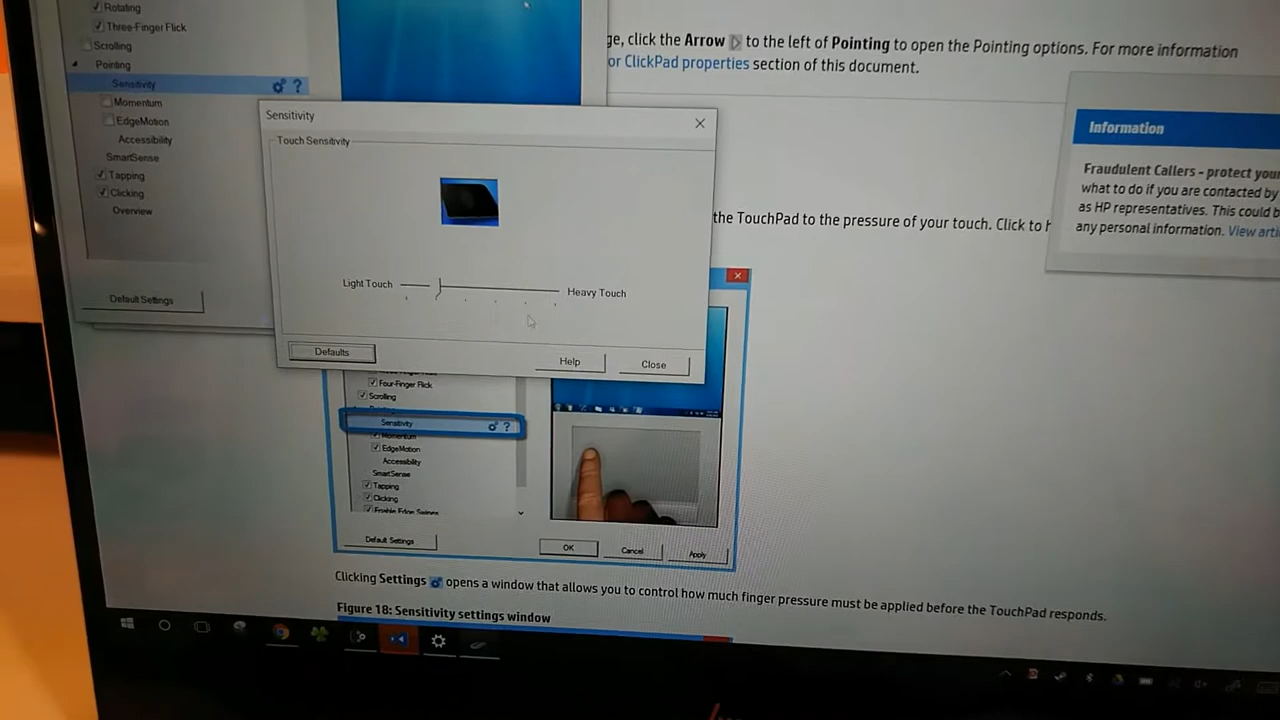 Rotating
Three-Finger Flick
Scrolling
Pointing
Sensitivity ?
Momentum
EdgeMotion
Accessibility
SmartSense
Tapping
Clicking
Overview
Default Settings
ge, click the Arrow to the left of Pointing to open the Pointing options. For more information
or ClickPad properties section of this document.
Information
Fraudulent Callers - protect your
what to do if you are contacted by
as HP representatives. This could b
any personal information. View arti
Sensitivity
Touch Sensitivity
Light Touch
Heavy Touch
Defaults
Help
Close
the TouchPad to the pressure of your touch. Click to h
Four-Finger Flick
Scrolling
Sensitivity ?
Momentum
EdgeMotion
Accessibility
SmartSense
Tapping
Clicking
Enable Edge Swipes
Default Settings
OK
Cancel
Apply
Clicking Settings opens a window that allows you to control how much finger pressure must be applied before the TouchPad responds.
Figure 18: Sensitivity settings window